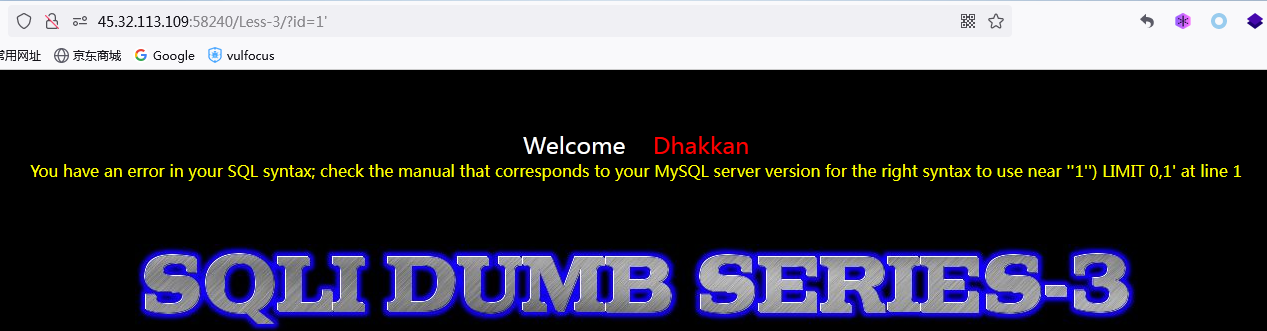 45.32.113.109:58240/Less-3/?id=1'
常用网址 京东商城 Google vulfocus
Welcome Dhakkan
You have an error in your SQL syntax; check the manual that corresponds to your MySQL server version for the right syntax to use near ''1'') LIMIT 0,1' at line 1
SQLI DUMB SERIES-3